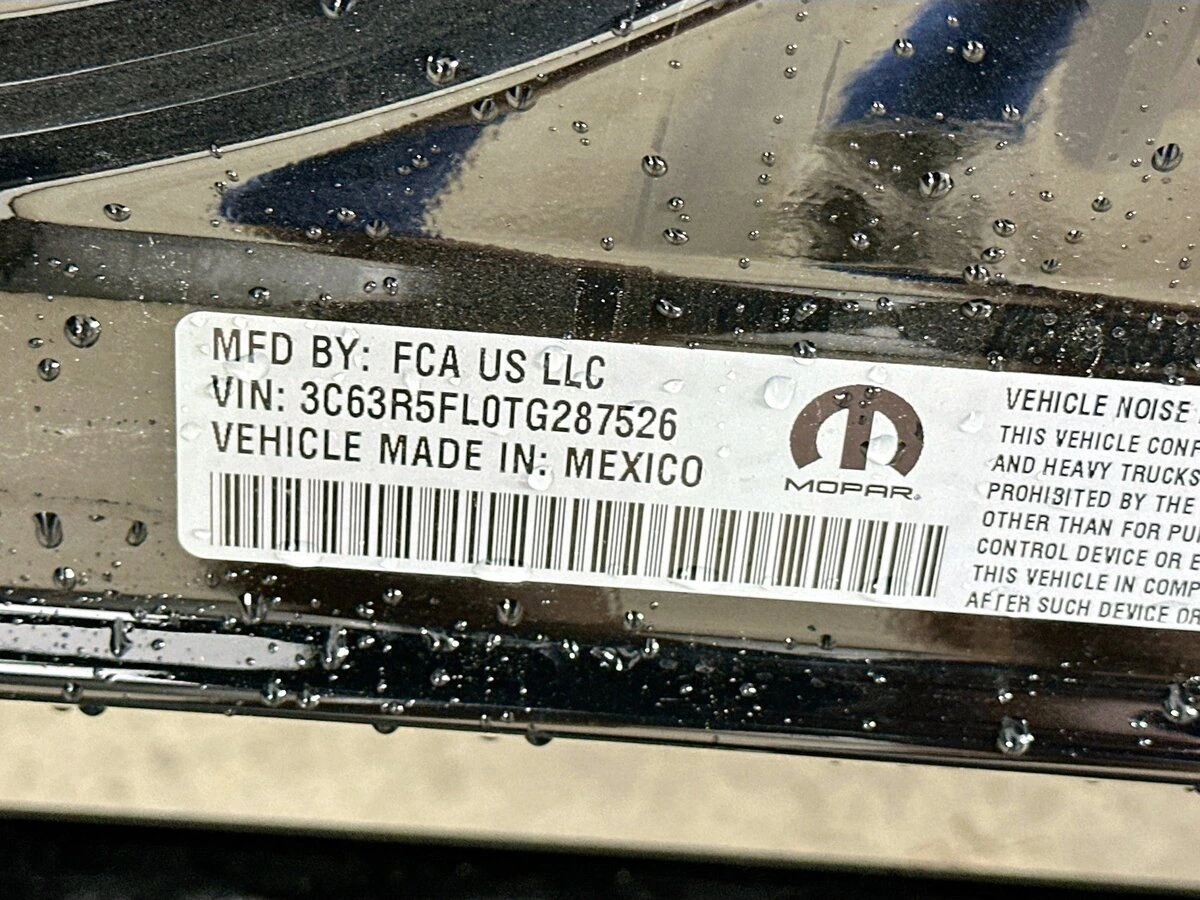 MFD BY: FCA US LLC
VIN: 3C63R5FL0TG287526
VEHICLE MADE IN: MEXICO
MOPAR®
VEHICLE NOISE
THIS VEHICLE CONF
AND HEAVY TRUCKS
PROHIBITED BY THE
OTHER THAN FOR PU
CONTROL DEVICE OR E
THIS VEHICLE IN COMP
AFTER SUCH DEVICE OR